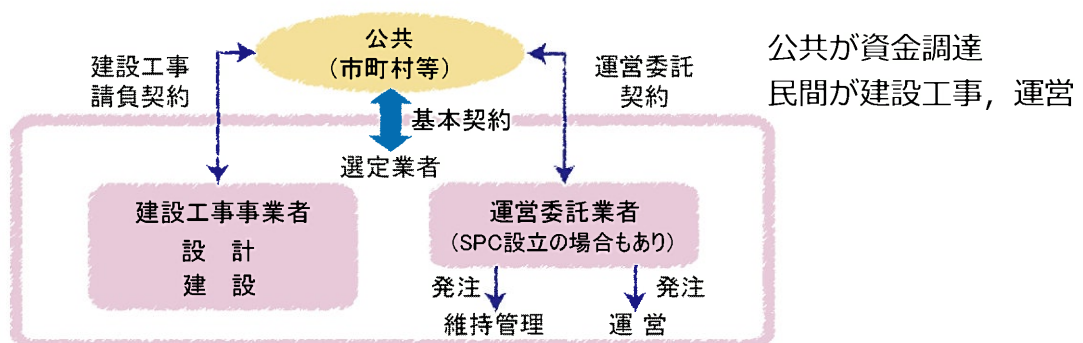 公共
(市町村等)
建設工事
請負契約
運営委託
契約
公共が資金調達
民間が建設工事，運営
基本契約
選定業者
建設工事事業者
設　計
建　設
運営委託業者
(SPC設立の場合もあり)
発注
発注
維持管理
運 営